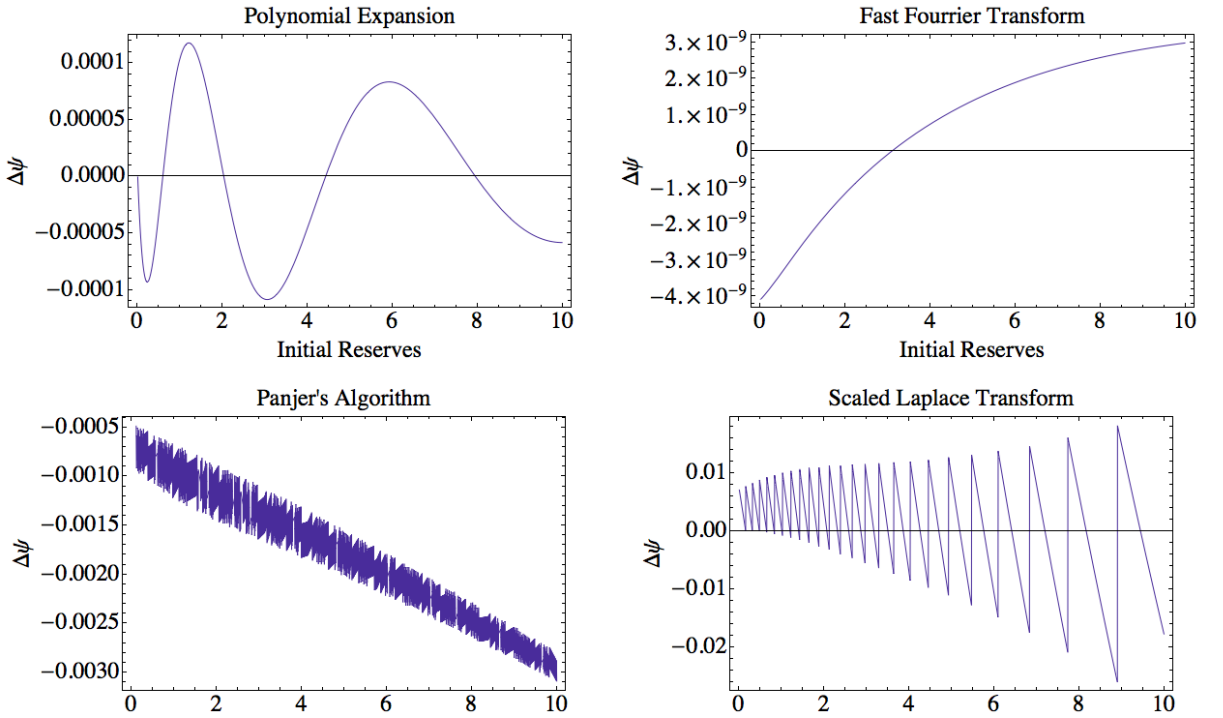 Polynomial Expansion
0.0001
0.00005
0.0000
−0.00005
−0.0001
Δψ
0 2 4 6 8 10
Initial Reserves
Fast Fourrier Transform
3.×10⁻⁹
2.×10⁻⁹
1.×10⁻⁹
0
−1.×10⁻⁹
−2.×10⁻⁹
−3.×10⁻⁹
−4.×10⁻⁹
Δψ
0 2 4 6 8 10
Initial Reserves
Panjer's Algorithm
−0.0005
−0.0010
−0.0015
−0.0020
−0.0025
−0.0030
Δψ
0 2 4 6 8 10
Scaled Laplace Transform
0.01
0.00
−0.01
−0.02
Δψ
0 2 4 6 8 10